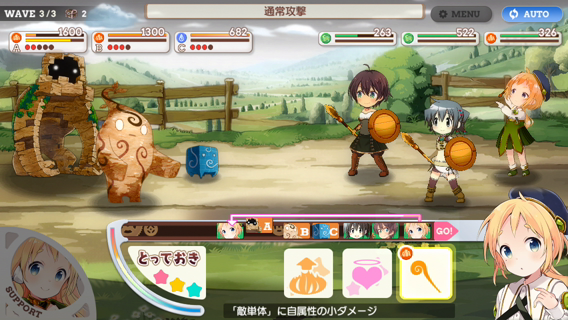 WAVE 3/3 2
通常攻撃
MENU
AUTO
1600
A
1300
B
682
C
263
522
326
A B C GO!
とっておき
SUPPORT
「敵単体」に自属性の小ダメージ